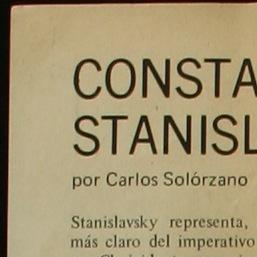 CONSTA
STANISL
por Carlos Solórzano
Stanislavsky representa,
más claro del imperativo